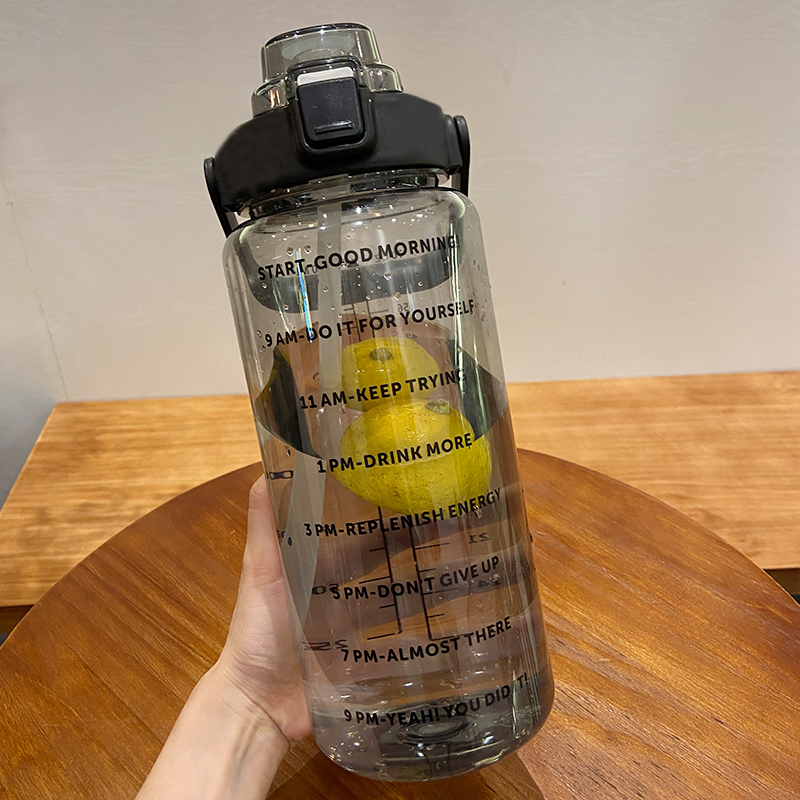 START-GOOD MORNING!
9 AM-DO IT FOR YOURSELF
11 AM-KEEP TRYING
1 PM-DRINK MORE
3 PM-REPLENISH ENERGY
5 PM-DON'T GIVE UP
7 PM-ALMOST THERE
9 PM-YEAH! YOU DID IT!